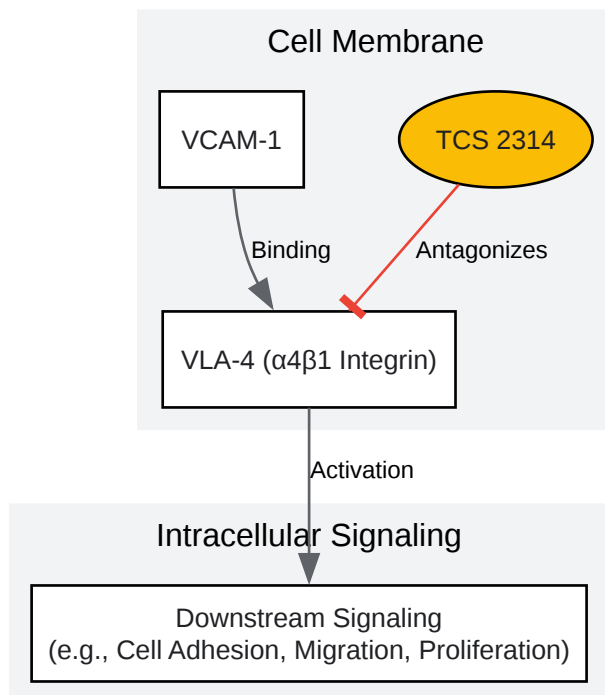 Cell Membrane
VCAM-1
TCS 2314
Binding
Antagonizes
VLA-4 (α4β1 Integrin)
Activation
Intracellular Signaling
Downstream Signaling
(e.g., Cell Adhesion, Migration, Proliferation)